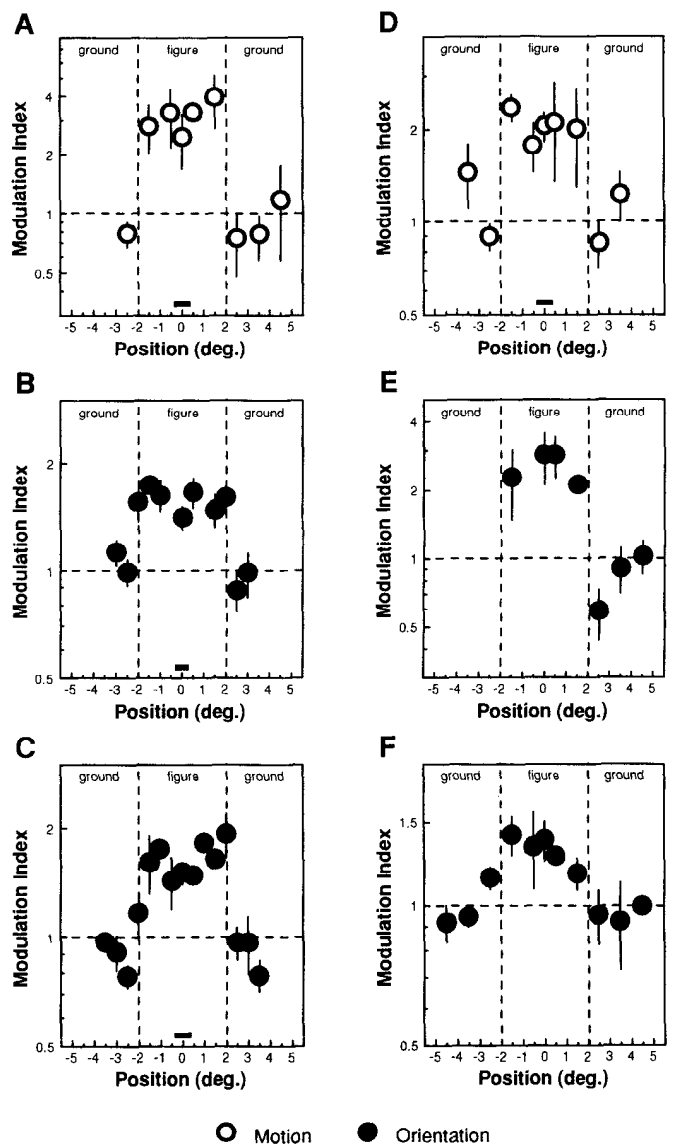 A
ground figure ground
4
2
1
0.5
Modulation Index
-5 -4 -3 -2 -1 0 1 2 3 4 5
Position (deg.)
D
ground figure ground
2
1
0.5
Modulation Index
-5 -4 -3 -2 -1 0 1 2 3 4 5
Position (deg.)
B
ground figure ground
2
1
0.5
Modulation Index
-5 -4 -3 -2 -1 0 1 2 3 4 5
Position (deg.)
E
ground figure ground
4
2
1
0.5
Modulation Index
-5 -4 -3 -2 -1 0 1 2 3 4 5
Position (deg.)
C
ground figure ground
2
1
0.5
Modulation Index
-5 -4 -3 -2 -1 0 1 2 3 4 5
Position (deg.)
F
ground figure ground
1.5
1
0.5
Modulation Index
-5 -4 -3 -2 -1 0 1 2 3 4 5
Position (deg.)
Motion Orientation